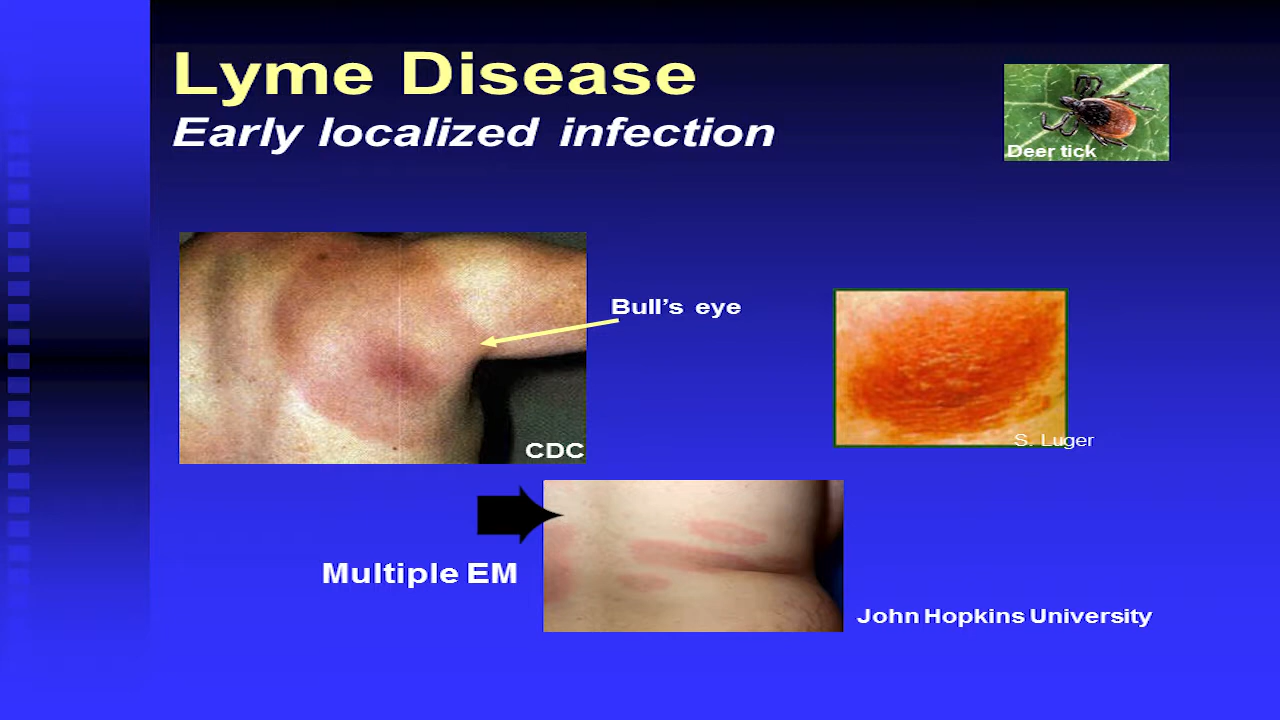 Lyme Disease
Early localized infection
Deer tick
Bull’s eye
CDC
S. Luger
Multiple EM
John Hopkins University